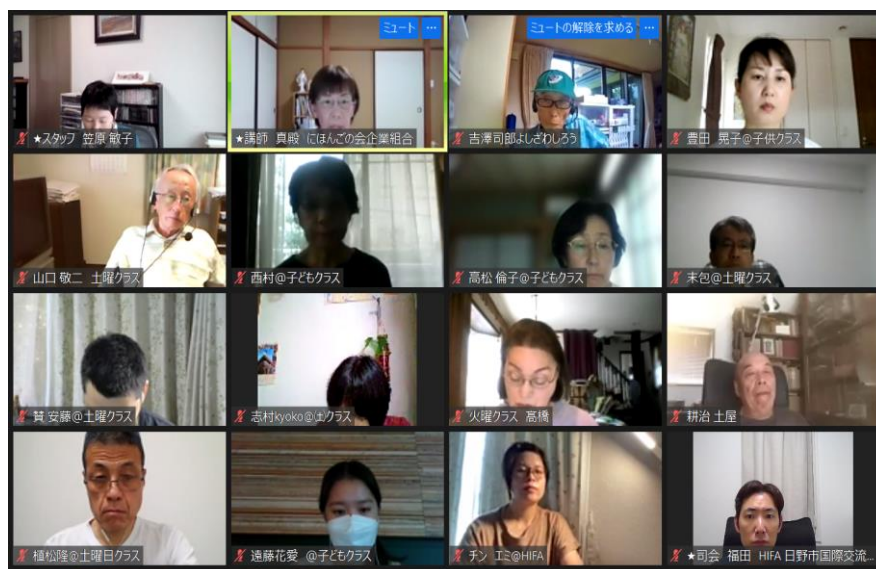 ミュート
…
ミュートの解除を求める
…
★スタッフ 笠原 敏子
★講師 真殿 にほんごの会企業組合
吉澤司郎よしざわしろう
豊田 晃子@子供クラス
山口 敬二 土曜クラス
西村@子どもクラス
高松 倫子@子どもクラス
末包@土曜クラス
賛 安藤@土曜クラス
志村kyoko@㊏クラス
火曜クラス 高橋
耕治 土屋
植松隆@土曜日クラス
遠藤花愛 @子どもクラス
チン エミ@HIFA
★司会 福田 HIFA 日野市国際交流...